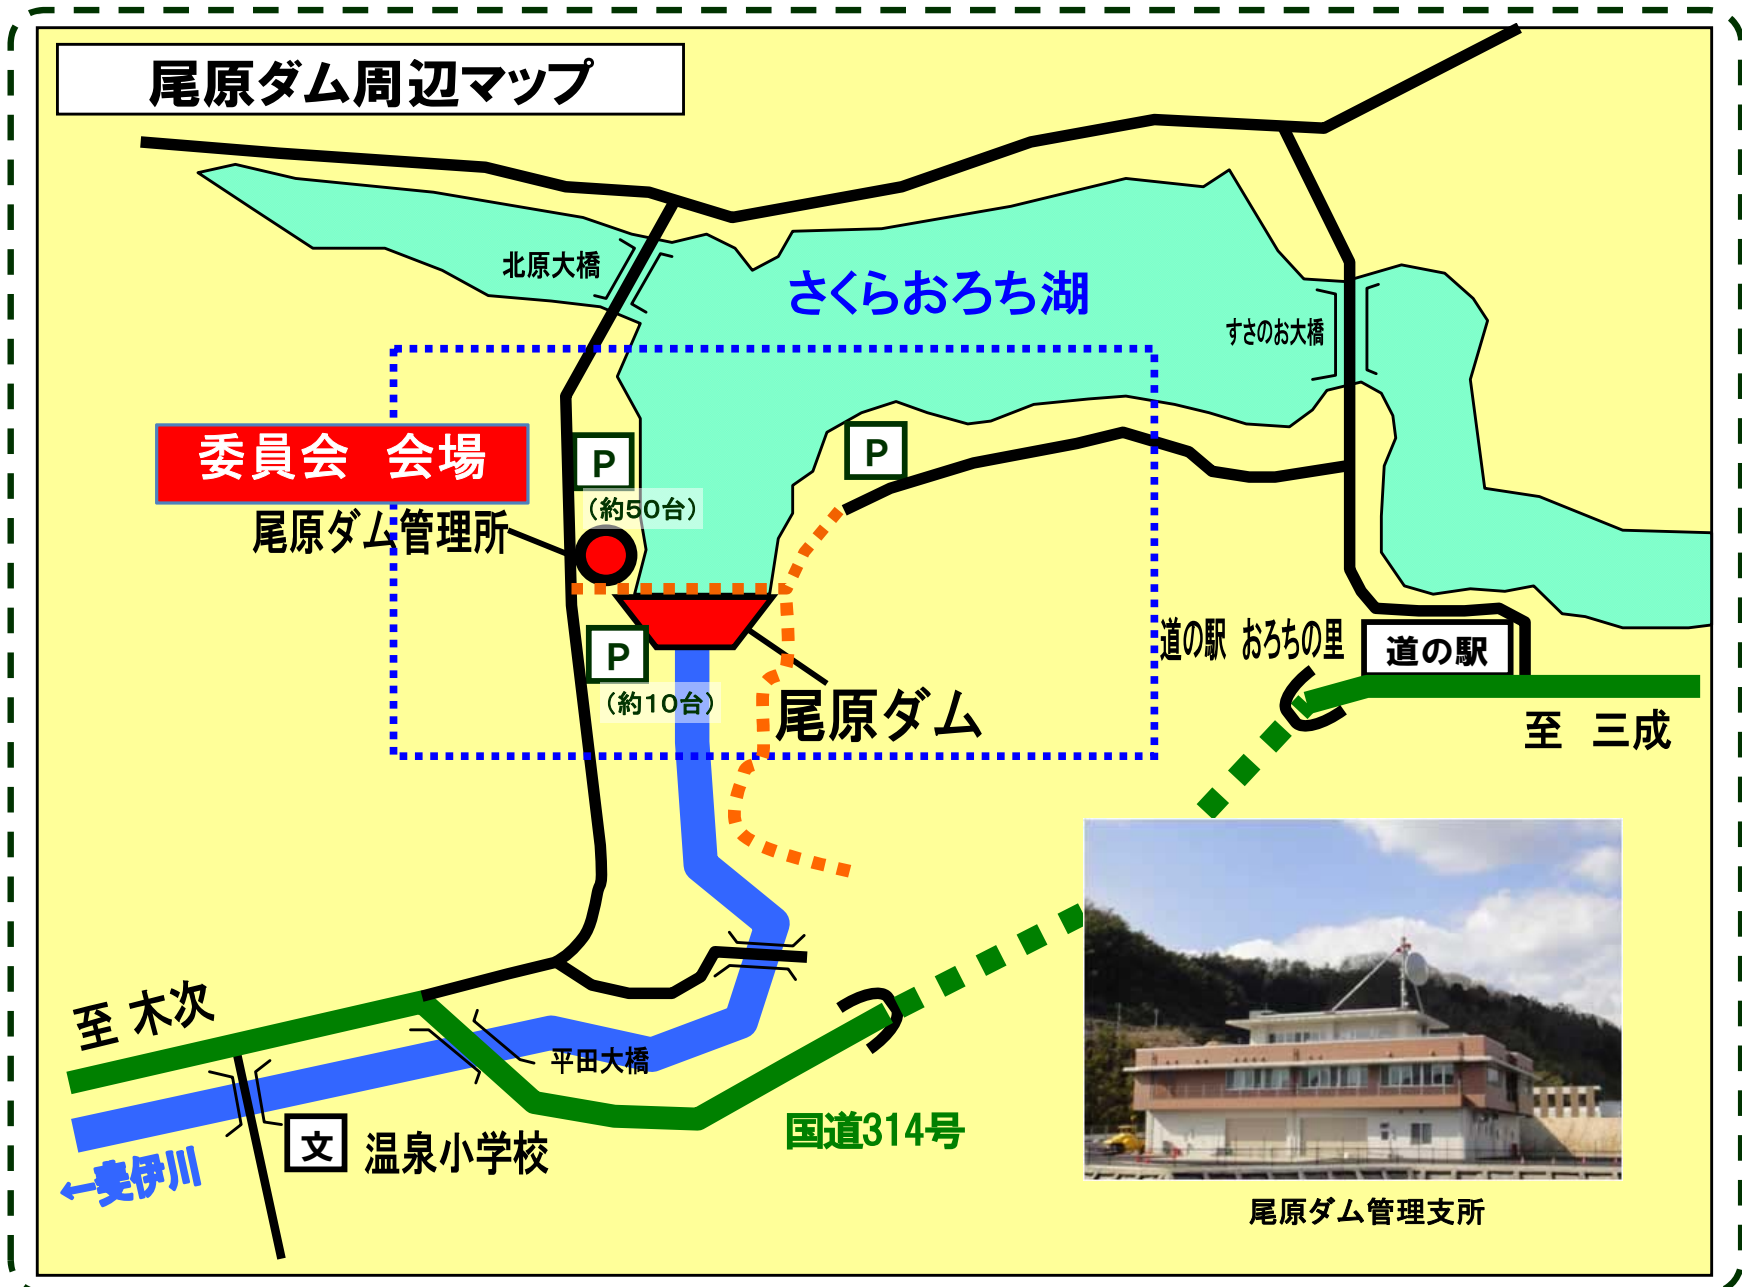 尾原ダム周辺マップ
北原大橋
さくらおろち湖
すさのお大橋
委員会　会場
P
P
（約50台）
尾原ダム管理所
P
（約10台）
尾原ダム
道の駅　おろちの里
道の駅
至　三成
至 木次
平田大橋
国道314号
文
温泉小学校
←斐伊川
尾原ダム管理支所